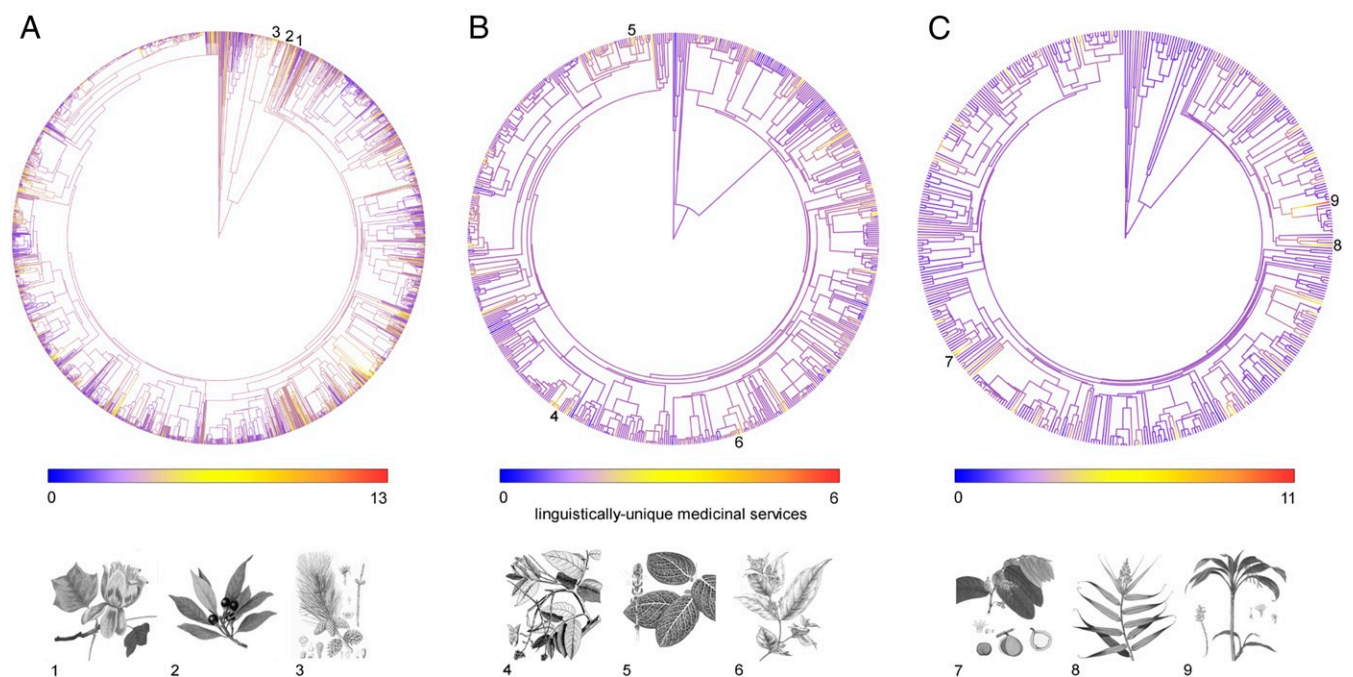 A B C
3 2 1 5
9
8
7
4
6
0 13 0 6 0 11
linguistically-unique medicinal services
1 2 3 4 5 6 7 8 9